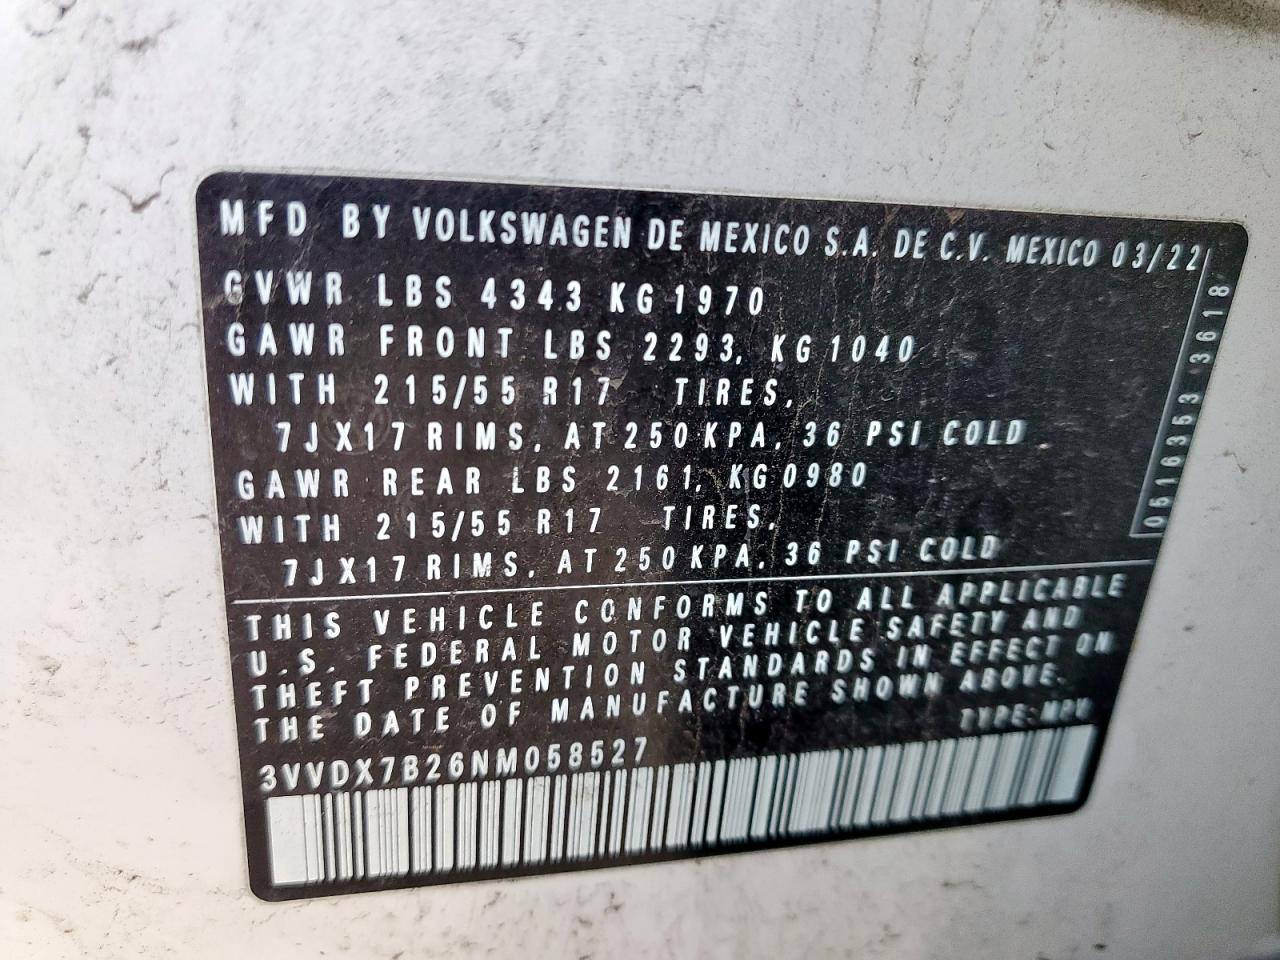 MFD BY VOLKSWAGEN DE MEXICO S.A. DE C.V. MEXICO 03/22
GVWR LBS 4343 KG 1970
GAWR FRONT LBS 2293, KG 1040
WITH 215/55 R17 TIRES,
7JX17 RIMS, AT 250 KPA, 36 PSI COLD
GAWR REAR LBS 2161, KG 0980
WITH 215/55 R17 TIRES,
7JX17 RIMS, AT 250 KPA, 36 PSI COLD
THIS VEHICLE CONFORMS TO ALL APPLICABLE
U.S. FEDERAL MOTOR VEHICLE SAFETY AND
THEFT PREVENTION STANDARDS IN EFFECT ON
THE DATE OF MANUFACTURE SHOWN ABOVE.
TYPE: MPV
3VVDX7B26NM058527
0516353 3618